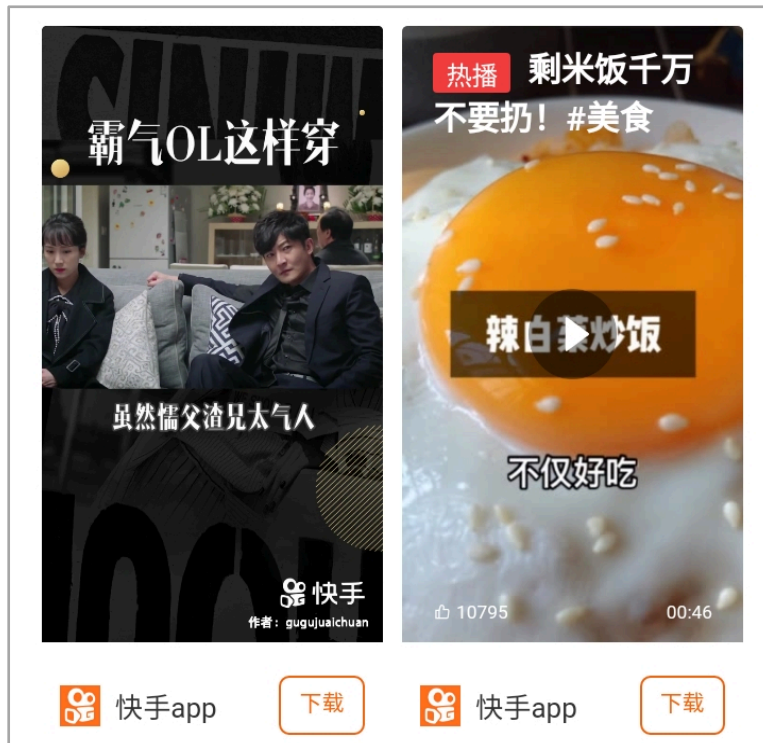 霸气OL这样穿
虽然懦父渣兄太气人
快手
作者：gugujuaichuan
快手app
下载
热播 剩米饭千万
不要扔！#美食
辣白菜炒饭
不仅好吃
10795
00:46
快手app
下载